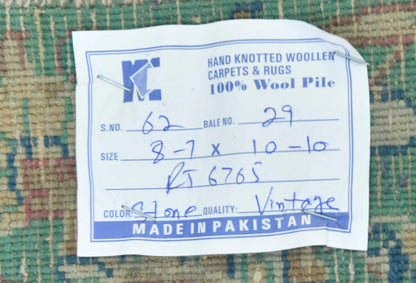 HAND KNOTTED WOOLLEN
CARPETS & RUGS
100% Wool Pile
S.NO. 62 BALE NO. 29
SIZE 8-7 x 10-10
RJ 6765
COLOR: Stone QUALITY: Vintage
MADE IN PAKISTAN